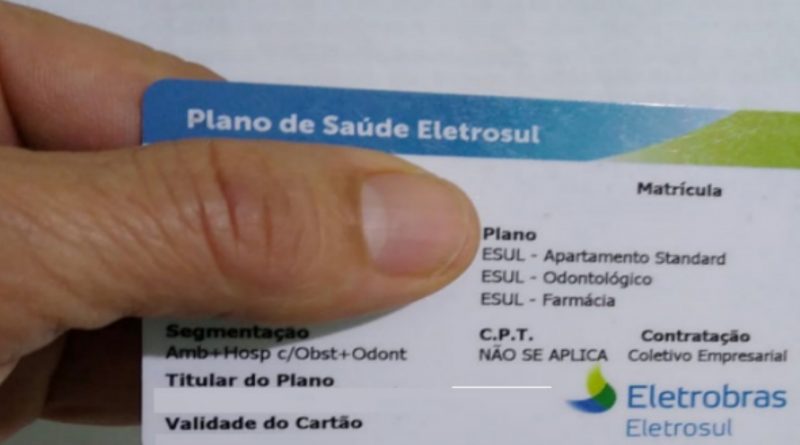 Plano de Saúde Eletrosul
Matrícula
Plano
ESUL - Apartamento Standard
ESUL - Odontológico
ESUL - Farmácia
Segmentação
Amb+Hosp c/Obst+Odont
C.P.T.
NÃO SE APLICA
Contratação
Coletivo Empresarial
Titular do Plano
Validade do Cartão
Eletrobras
Eletrosul